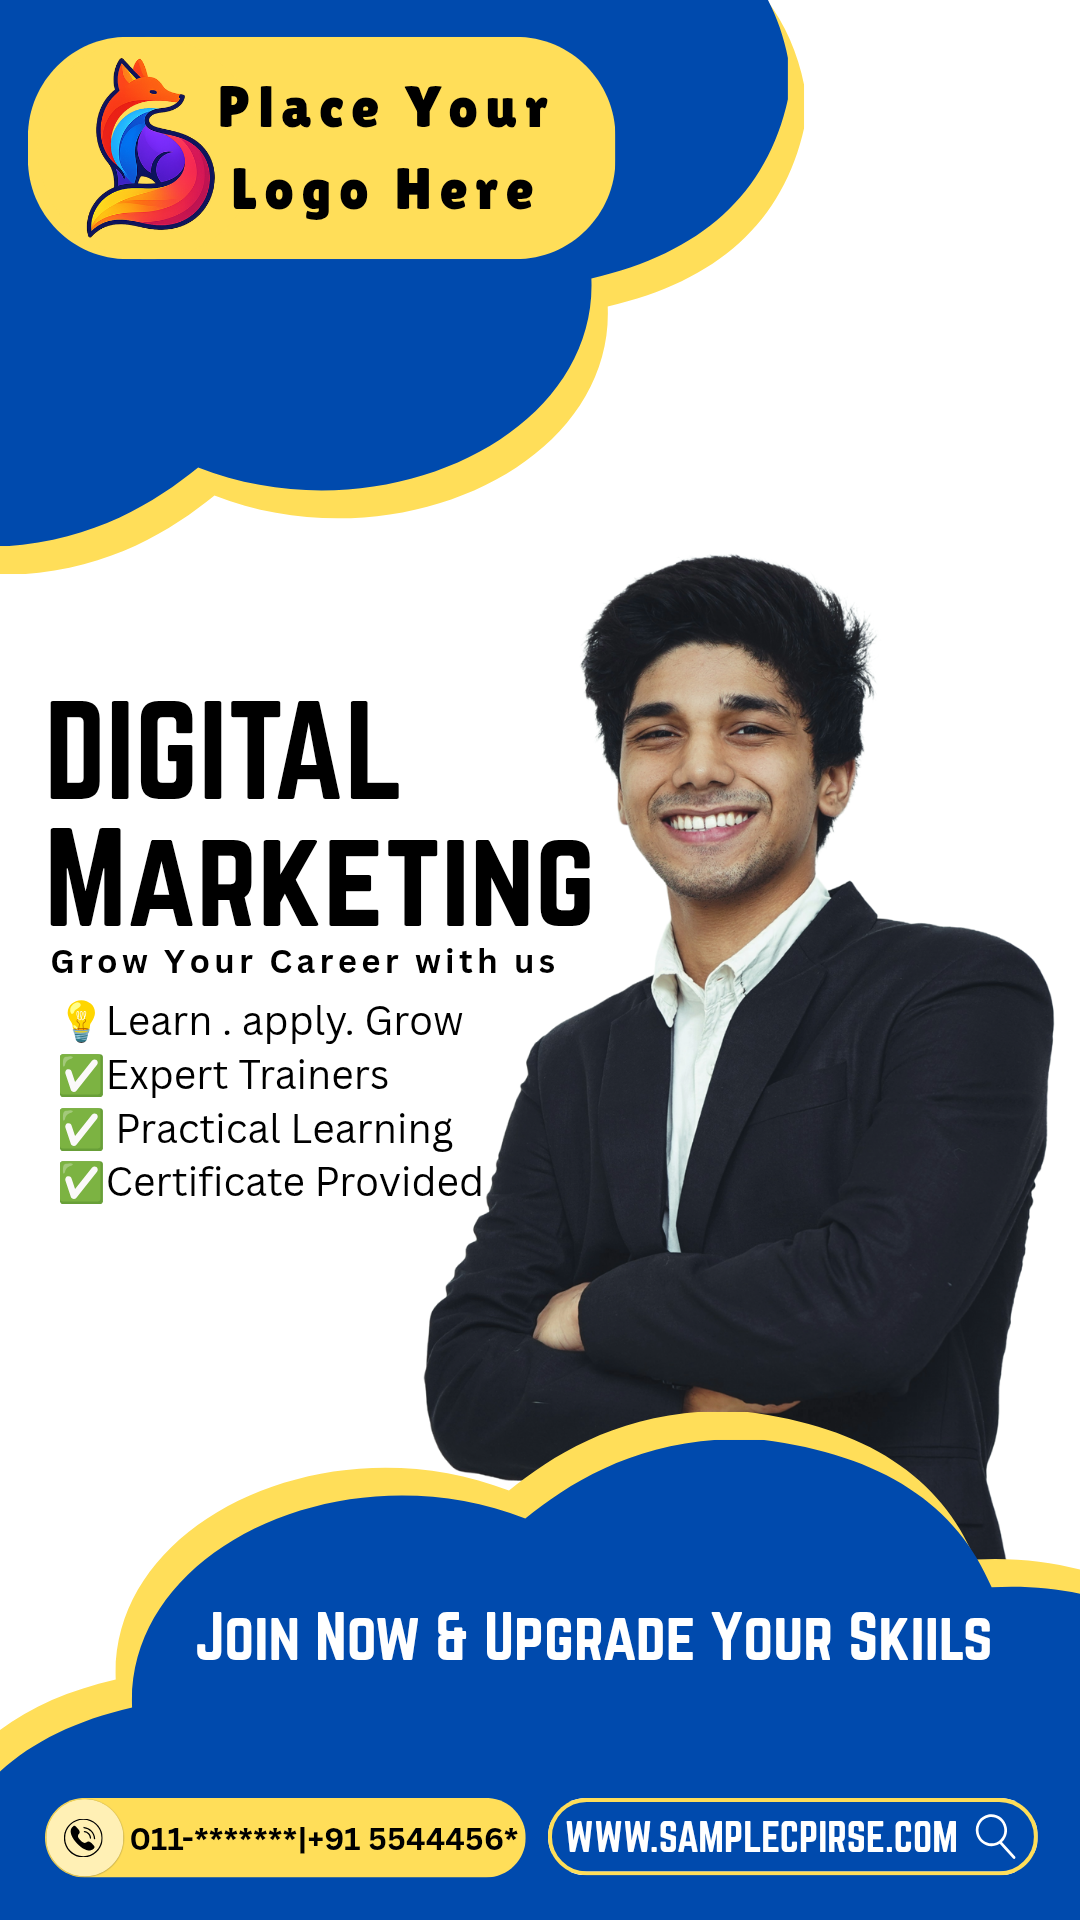 Place Your
Logo Here
DIGITAL
MARKETING
Grow Your Career with us
💡Learn . apply. Grow
✅Expert Trainers
✅ Practical Learning
✅Certificate Provided
JOIN NOW & UPGRADE YOUR SKIILS
011-*******|+91 5544456*
WWW.SAMPLECPIRSE.COM